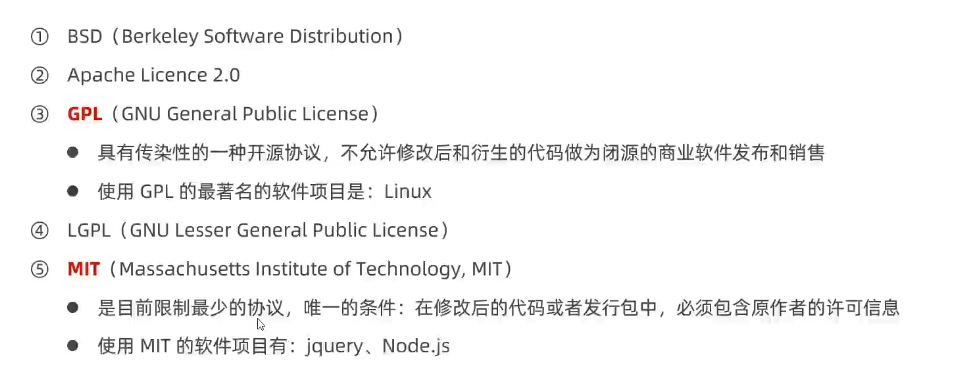 ① BSD（Berkeley Software Distribution）
② Apache Licence 2.0
③ GPL（GNU General Public License）
● 具有传染性的一种开源协议，不允许修改后和衍生的代码做为闭源的商业软件发布和销售
● 使用 GPL 的最著名的软件项目是：Linux
④ LGPL（GNU Lesser General Public License）
⑤ MIT（Massachusetts Institute of Technology, MIT）
● 是目前限制最少的协议，唯一的条件：在修改后的代码或者发行包中，必须包含原作者的许可信息
● 使用 MIT 的软件项目有：jquery、Node.js